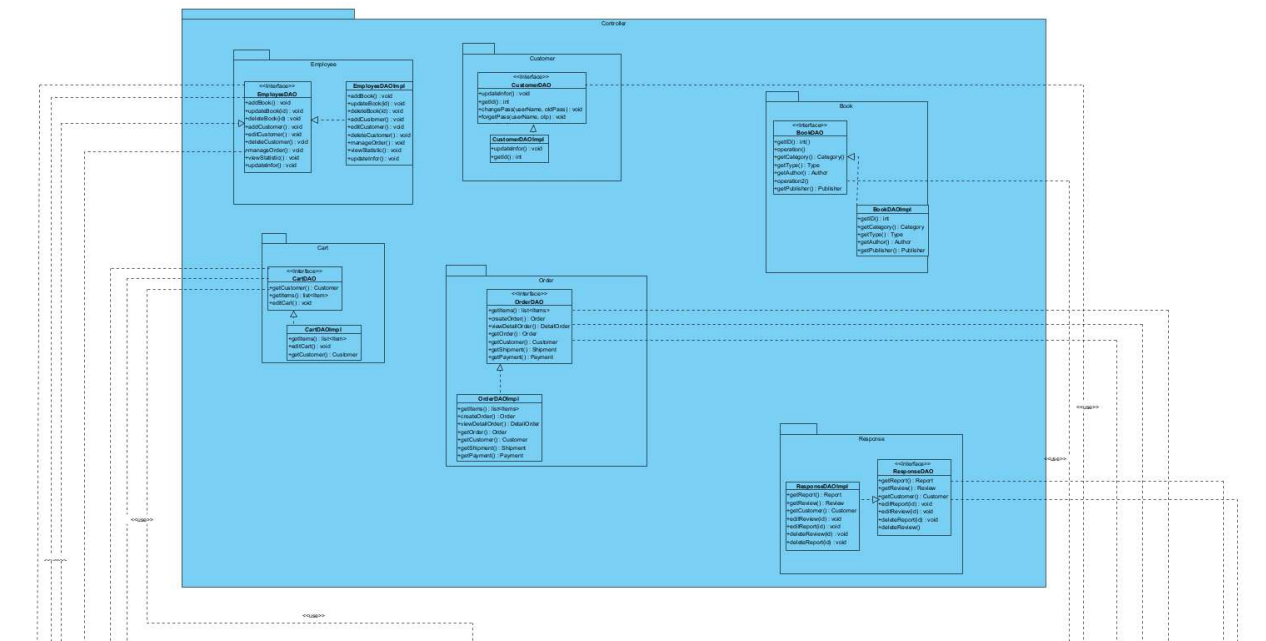 Controller
Employee
<<Interface>>
EmployeeDAO
+addBook() : void
+updateBook(id) : void
+deleteBook(id) : void
+addCustomer() : void
+editCustomer() : void
+deleteCustomer() : void
+manageOrder() : void
+viewStatistic() : void
+updateInfor() : void
EmployeeDAOImpl
+addBook() : void
+updateBook(id) : void
+deleteBook(id) : void
+addCustomer() : void
+editCustomer() : void
+deleteCustomer() : void
+manageOrder() : void
+viewStatistic() : void
+updateInfor() : void
Customer
<<Interface>>
CustomerDAO
+updateInfor() : void
+getId() : int
+changePass(userName, oldPass) : void
+forgetPass(userName, otp) : void
CustomerDAOImpl
+updateInfor() : void
+getId() : int
Book
<<Interface>>
BookDAO
+getID() : int()
+operation()
+getCategory() : Category()
+getType() : Type
+getAuthor() : Author
+operation2()
+getPublisher() : Publisher
BookDAOImpl
+getID() : int
+getCategory() : Category
+getType() : Type
+getAuthor() : Author
+getPublisher() : Publisher
Cart
<<Interface>>
CartDAO
+getCustomer() : Customer
+getItems() : list<Item>
+editCart() : void
CartDAOImpl
+getItems() : list<Item>
+editCart() : void
+getCustomer() : Customer
Order
<<Interface>>
OrderDAO
+getItems() : list<Items>
+createOrder() : Order
+viewDetailOrder() : DetailOrder
+getOrder() : Order
+getCustomer() : Customer
+getShipment() : Shipment
+getPayment() : Payment
OrderDAOImpl
+getItems() : list<Items>
+createOrder() : Order
+viewDetailOrder() : DetailOrder
+getOrder() : Order
+getCustomer() : Customer
+getShipment() : Shipment
+getPayment() : Payment
Response
<<Interface>>
ResponseDAO
+getReport() : Report
+getReview() : Review
+getCustomer() : Customer
+editReport(id) : void
+editReview(id) : void
+deleteReport(id) : void
+deleteReview()
ResponseDAOImpl
+getReport() : Report
+getReview() : Review
+getCustomer() : Customer
+editReview(id) : void
+editReport(id) : void
+deleteReview(id) : void
+deleteReport(id) : void
<<use>>
<<use>>
<<use>>
<<use>>